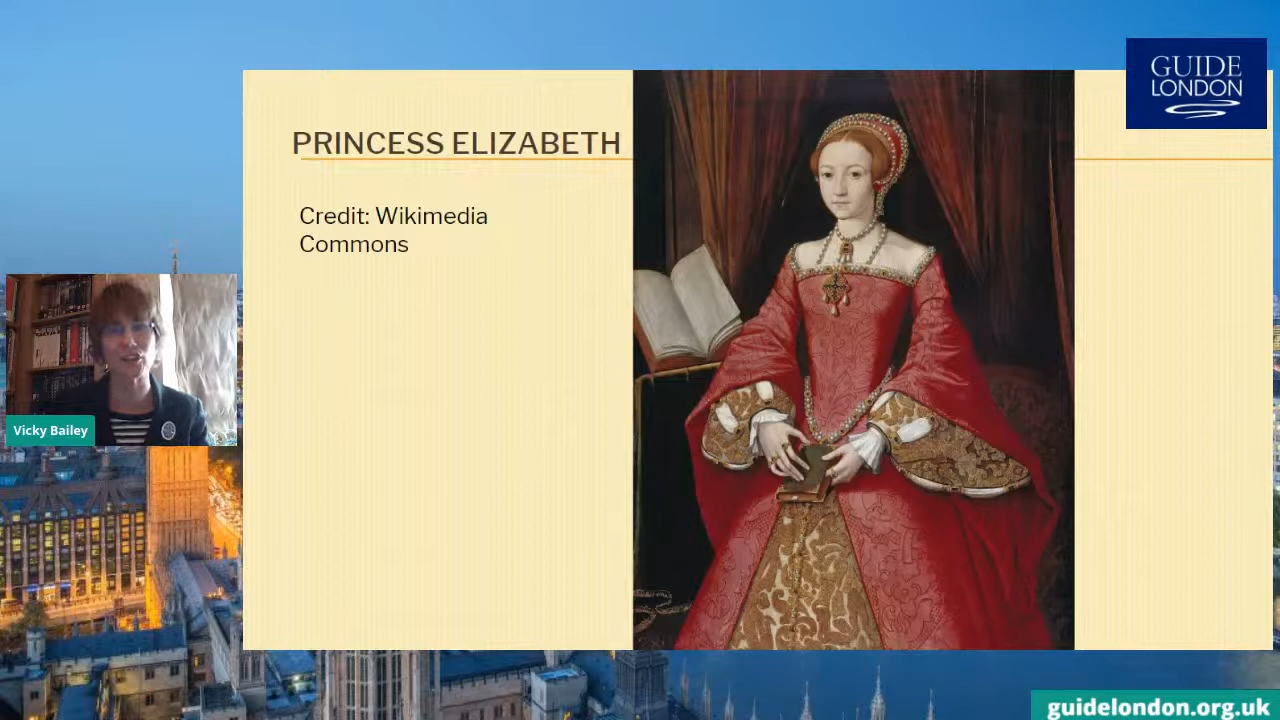 GUIDE
LONDON
PRINCESS ELIZABETH
Credit: Wikimedia
Commons
Vicky Bailey
guidelondon.org.uk